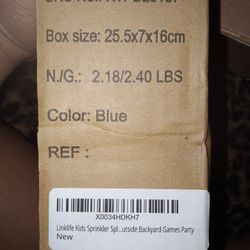 Box size: 25.5x7x16cm
N./G.: 2.18/2.40 LBS
Color: Blue
REF :
X0034HDKH7
Linklife Kids Sprinkler Spl...utside Backyard Games Party
New